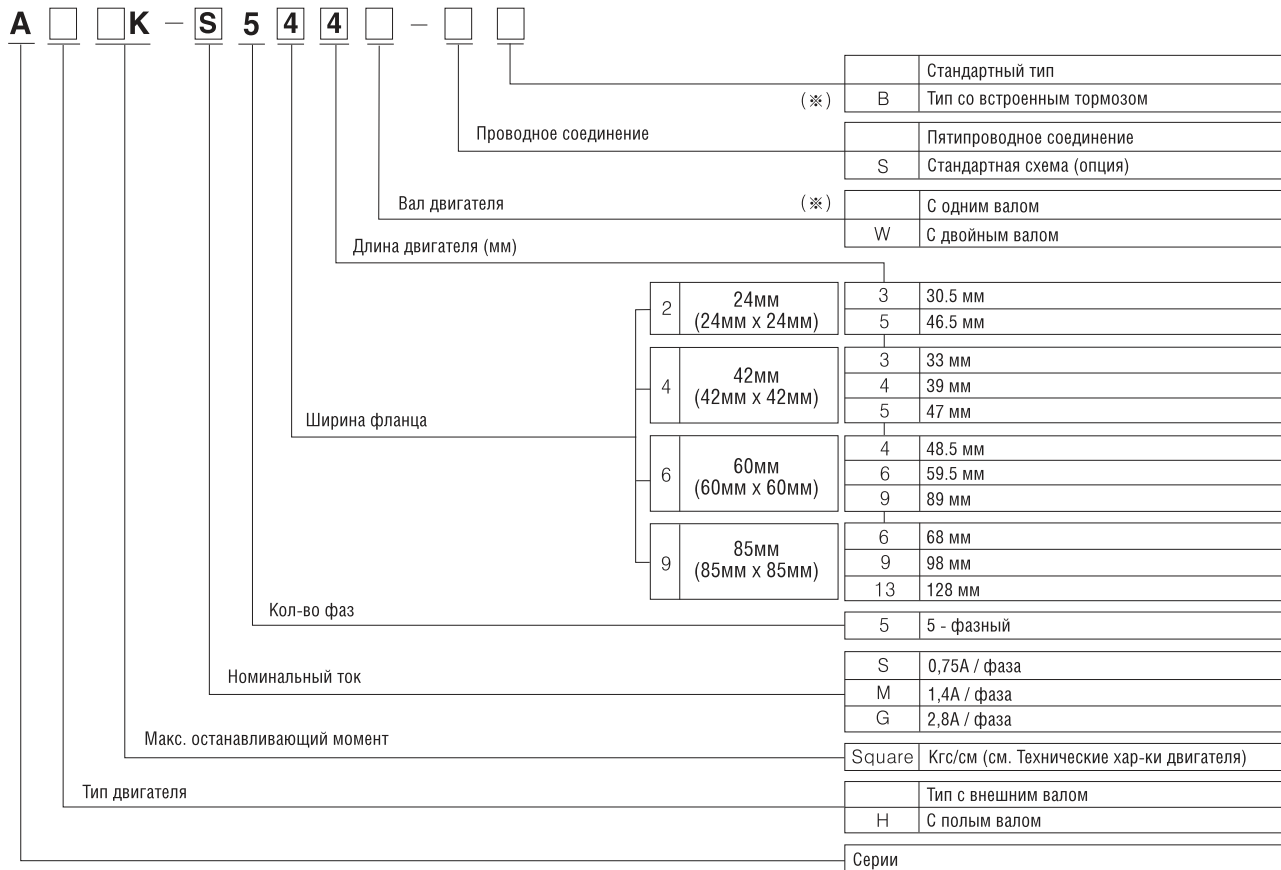 A K - S 5 4 4 -
Стандартный тип
(※) B Тип со встроенным тормозом
Проводное соединение Пятипроводное соединение
S Стандартная схема (опция)
Вал двигателя (※) С одним валом
W С двойным валом
Длина двигателя (мм)
2 24мм (24мм x 24мм)
3 30.5 мм
5 46.5 мм
4 42мм (42мм x 42мм)
3 33 мм
4 39 мм
5 47 мм
Ширина фланца
6 60мм (60мм x 60мм)
4 48.5 мм
6 59.5 мм
9 89 мм
9 85мм (85мм x 85мм)
6 68 мм
9 98 мм
13 128 мм
Кол-во фаз
5 5 - фазный
Номинальный ток
S 0,75А / фаза
M 1,4А / фаза
G 2,8А / фаза
Макс. останавливающий момент
Square Кгс/см (см. Технические хар-ки двигателя)
Тип двигателя
Тип с внешним валом
H С полым валом
Серии